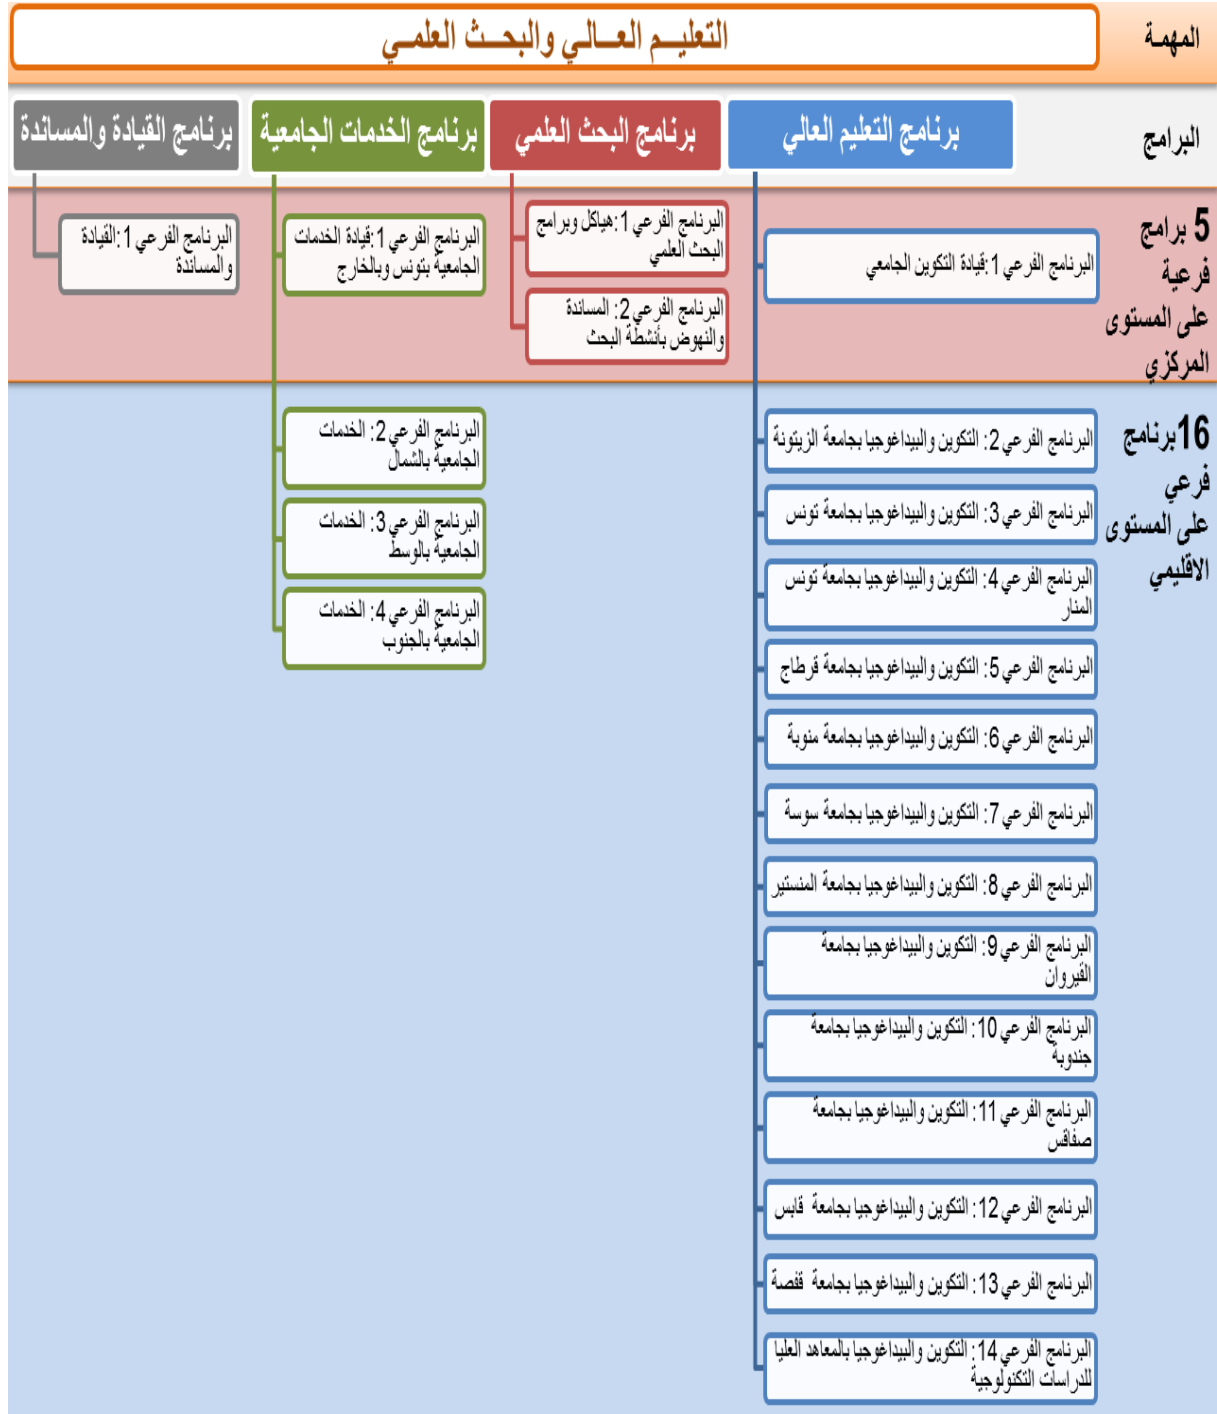 المهمة
التعليــم العــالـي والبحــث العلمــي
البرامج
برنامج التعليم العالي
برنامج البحث العلمي
برنامج الخدمات الجامعية
برنامج القيادة والمساندة
5 برامج
فرعية
على المستوى
المركزي
البرنامج الفرعي 1:قيادة التكوين الجامعي
البرنامج الفرعي 1:هياكل وبرامج
البحث العلمي
البرنامج الفرعي 2: المساندة
والنهوض بأنشطة البحث
البرنامج الفرعي 1:قيادة الخدمات
الجامعية بتونس وبالخارج
البرنامج الفرعي 1:القيادة
والمساندة
16برنامج
فرعي
على المستوى
الاقليمي
البرنامج الفرعي 2: التكوين والبيداغوجيا بجامعة الزيتونة
البرنامج الفرعي 3: التكوين والبيداغوجيا بجامعة تونس
البرنامج الفرعي 4: التكوين والبيداغوجيا بجامعة تونس
المنار
البرنامج الفرعي 5: التكوين والبيداغوجيا بجامعة قرطاج
البرنامج الفرعي 6: التكوين والبيداغوجيا بجامعة منوبة
البرنامج الفرعي 7: التكوين والبيداغوجيا بجامعة سوسة
البرنامج الفرعي 8: التكوين والبيداغوجيا بجامعة المنستير
البرنامج الفرعي 9: التكوين والبيداغوجيا بجامعة
القيروان
البرنامج الفرعي 10: التكوين والبيداغوجيا بجامعة
جندوبة
البرنامج الفرعي 11: التكوين والبيداغوجيا بجامعة
صفاقس
البرنامج الفرعي 12: التكوين والبيداغوجيا بجامعة قابس
البرنامج الفرعي 13: التكوين والبيداغوجيا بجامعة قفصة
البرنامج الفرعي 14: التكوين والبيداغوجيا بالمعاهد العليا
للدراسات التكنولوجية
البرنامج الفرعي 2: الخدمات
الجامعية بالشمال
البرنامج الفرعي 3: الخدمات
الجامعية بالوسط
البرنامج الفرعي 4: الخدمات
الجامعية بالجنوب